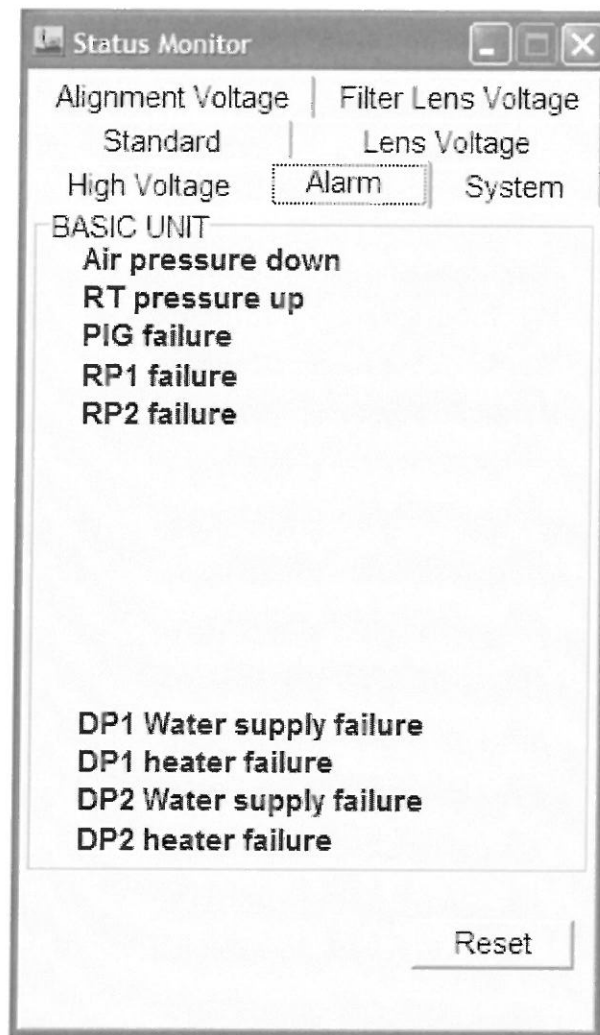 Status Monitor
Alignment Voltage Filter Lens Voltage
Standard Lens Voltage
High Voltage Alarm System
BASIC UNIT
Air pressure down
RT pressure up
PIG failure
RP1 failure
RP2 failure
DP1 Water supply failure
DP1 heater failure
DP2 Water supply failure
DP2 heater failure
Reset